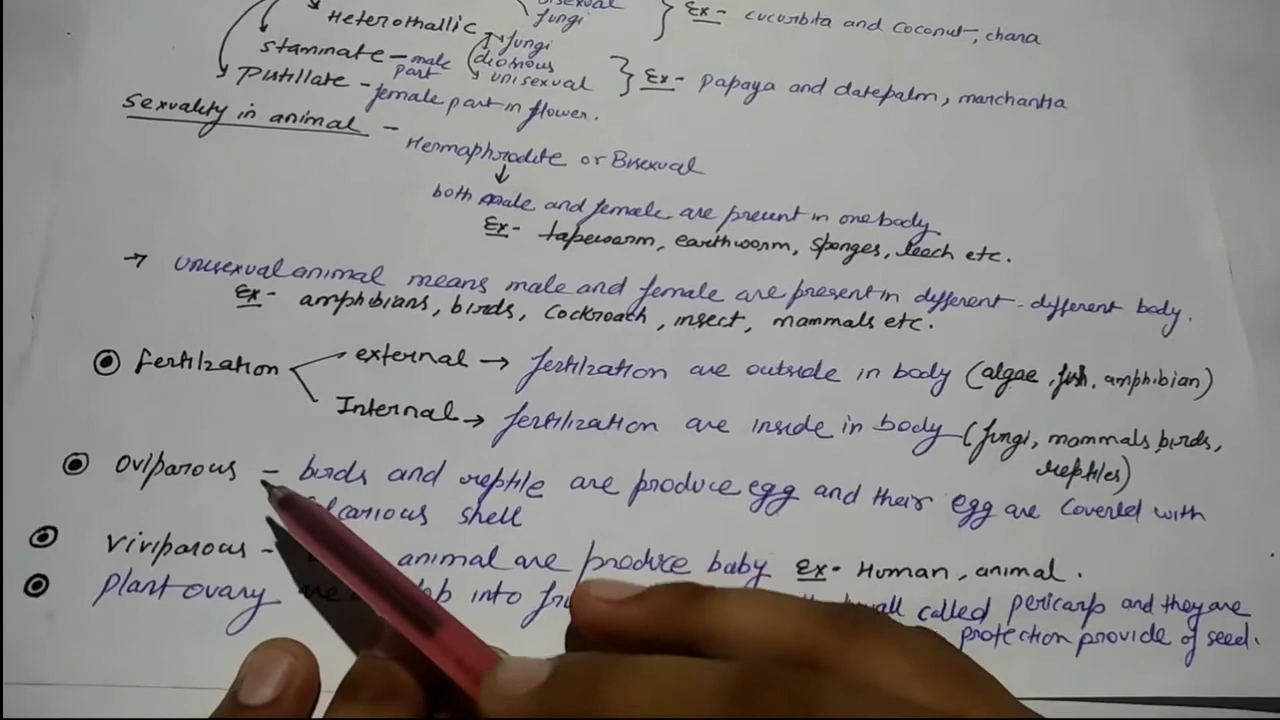 bisexual
Heterothallic fungi } Ex- cucurbita and coconut, chara
fungi
staminate - male part (dioecious
unisexual } Ex- papaya and datepalm, marchantia
Pistillate - female part in flower.
Sexuality in animal -
Hermaphrodite or Bisexual
both male and female are present in one body
Ex- tapeworm, earthworm, sponges, leech etc.
→ unisexual animal means male and female are present in different-different body.
Ex- amphibians, birds, cockroach, insect, mammals etc.
fertilization external → fertilization are outside in body (algae, fish, amphibian)
Internal → fertilization are inside in body (fungi, mammals birds,
reptiles)
Oviparous - birds and reptile are produce egg and their egg are covered with
shell
Viviparous - animal are produce baby Ex- Human, animal.
plant ovary into called pericarp and they are
protection provide of seed.